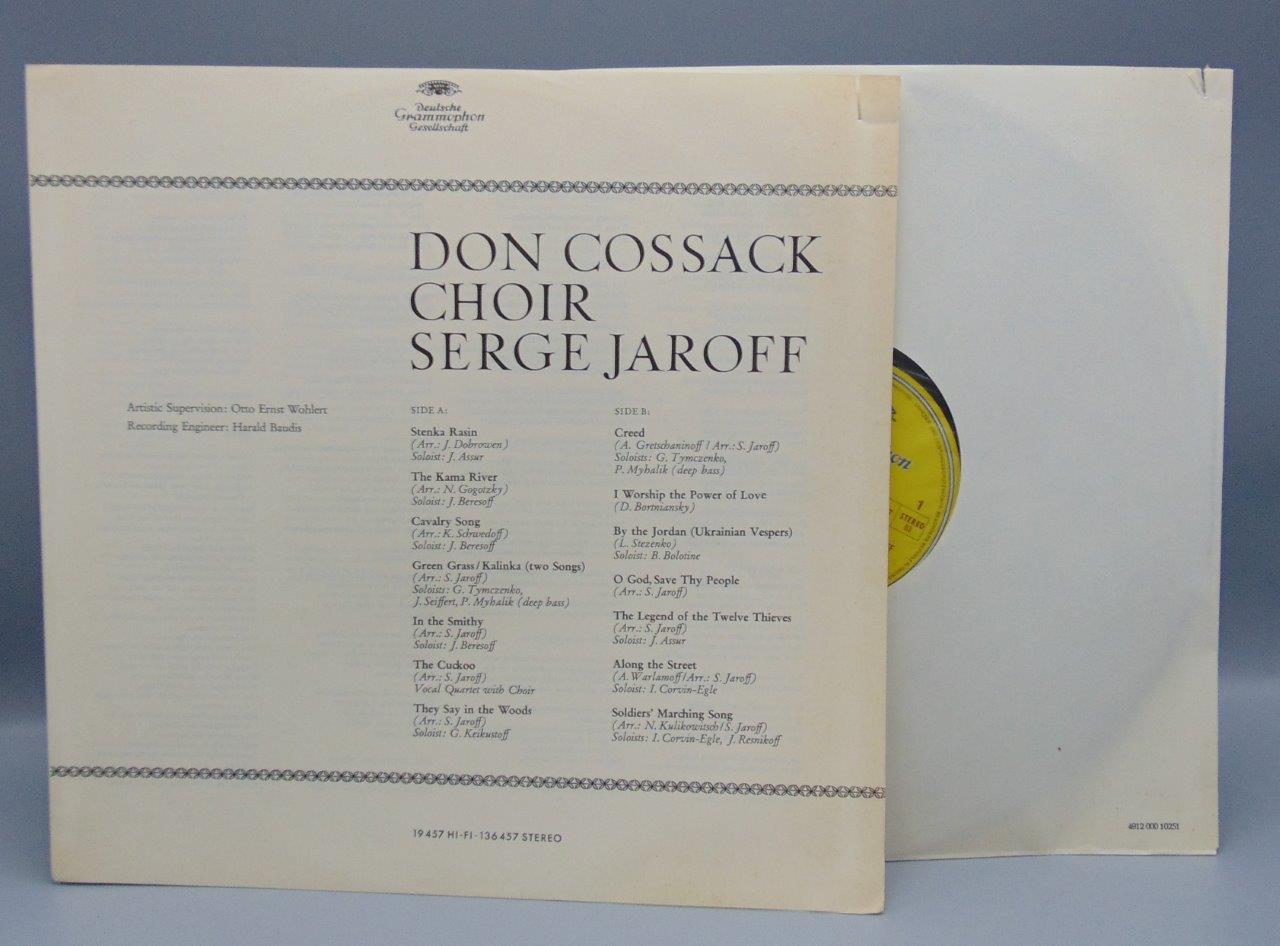 Deutsche
Grammophon
Gesellschaft
DON COSSACK
CHOIR
SERGE JAROFF
Artistic Supervision: Otto Ernst Wohlert
Recording Engineer: Harald Baudis
SIDE A:
Stenka Rasin
(Arr.: J. Dobrowen)
Soloist: J. Assur
The Kama River
(Arr.: N. Gogotzky)
Soloist: J. Beresoff
Cavalry Song
(Arr.: K. Schwedoff)
Soloist: J. Beresoff
Green Grass/Kalinka (two Songs)
(Arr.: S. Jaroff)
Soloists: G. Tymczenko,
J. Seiffert, P. Myhalik (deep bass)
In the Smithy
(Arr.: S. Jaroff)
Soloist: J. Beresoff
The Cuckoo
(Arr.: S. Jaroff)
Vocal Quartet with Choir
They Say in the Woods
(Arr.: S. Jaroff)
Soloist: G. Keikustoff
SIDE B:
Creed
(A. Gretschaninoff / Arr.: S. Jaroff)
Soloists: G. Tymczenko,
P. Myhalik (deep bass)
I Worship the Power of Love
(D. Bortniansky)
By the Jordan (Ukrainian Vespers)
(L. Stezenko)
Soloist: B. Bolotine
O God, Save Thy People
(Arr.: S. Jaroff)
The Legend of the Twelve Thieves
(Arr.: S. Jaroff)
Soloist: J. Assur
Along the Street
(A. Warlamoff/Arr.: S. Jaroff)
Soloist: I. Corvin-Egle
Soldiers' Marching Song
(Arr.: N. Kulikowitsch/S. Jaroff)
Soloists: I. Corvin-Egle, J. Resnikoff
19457 HI-FI · 136457 STEREO
1
STEREO
33
4912 000 10251